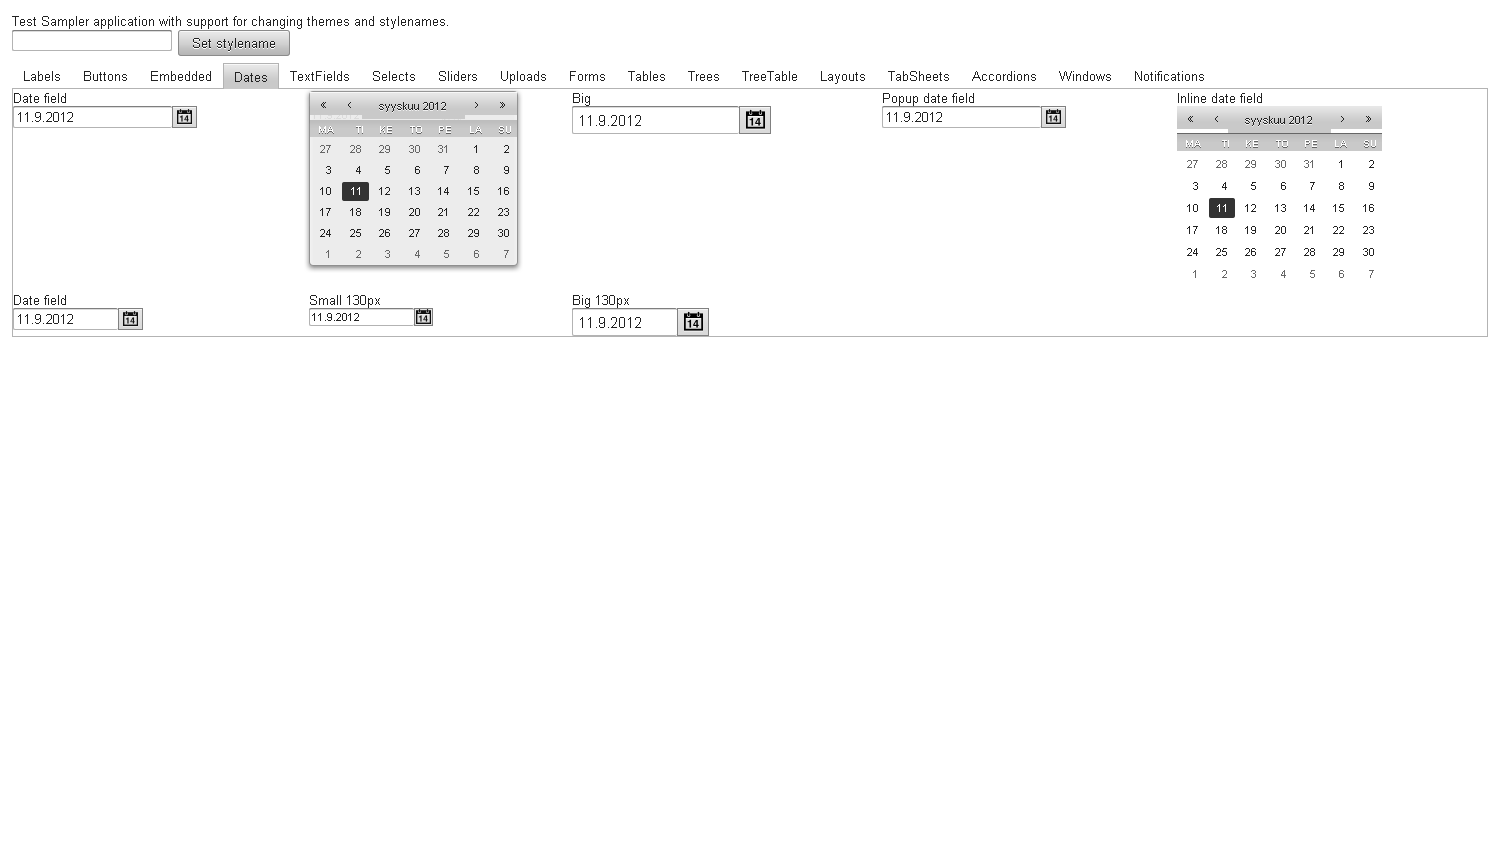 Test Sampler application with support for changing themes and stylenames.
Set stylename
Labels Buttons Embedded Dates TextFields Selects Sliders Uploads Forms Tables Trees TreeTable Layouts TabSheets Accordions Windows Notifications
Date field
11.9.2012 14
« ‹ syyskuu 2012 › »
MA TI KE TO PE LA SU
27 28 29 30 31 1 2
3 4 5 6 7 8 9
10 11 12 13 14 15 16
17 18 19 20 21 22 23
24 25 26 27 28 29 30
1 2 3 4 5 6 7
Big
11.9.2012 14
Popup date field
11.9.2012 14
Inline date field
« ‹ syyskuu 2012 › »
MA TI KE TO PE LA SU
27 28 29 30 31 1 2
3 4 5 6 7 8 9
10 11 12 13 14 15 16
17 18 19 20 21 22 23
24 25 26 27 28 29 30
1 2 3 4 5 6 7
Date field
11.9.2012 14
Small 130px
11.9.2012 14
Big 130px
11.9.2012 14